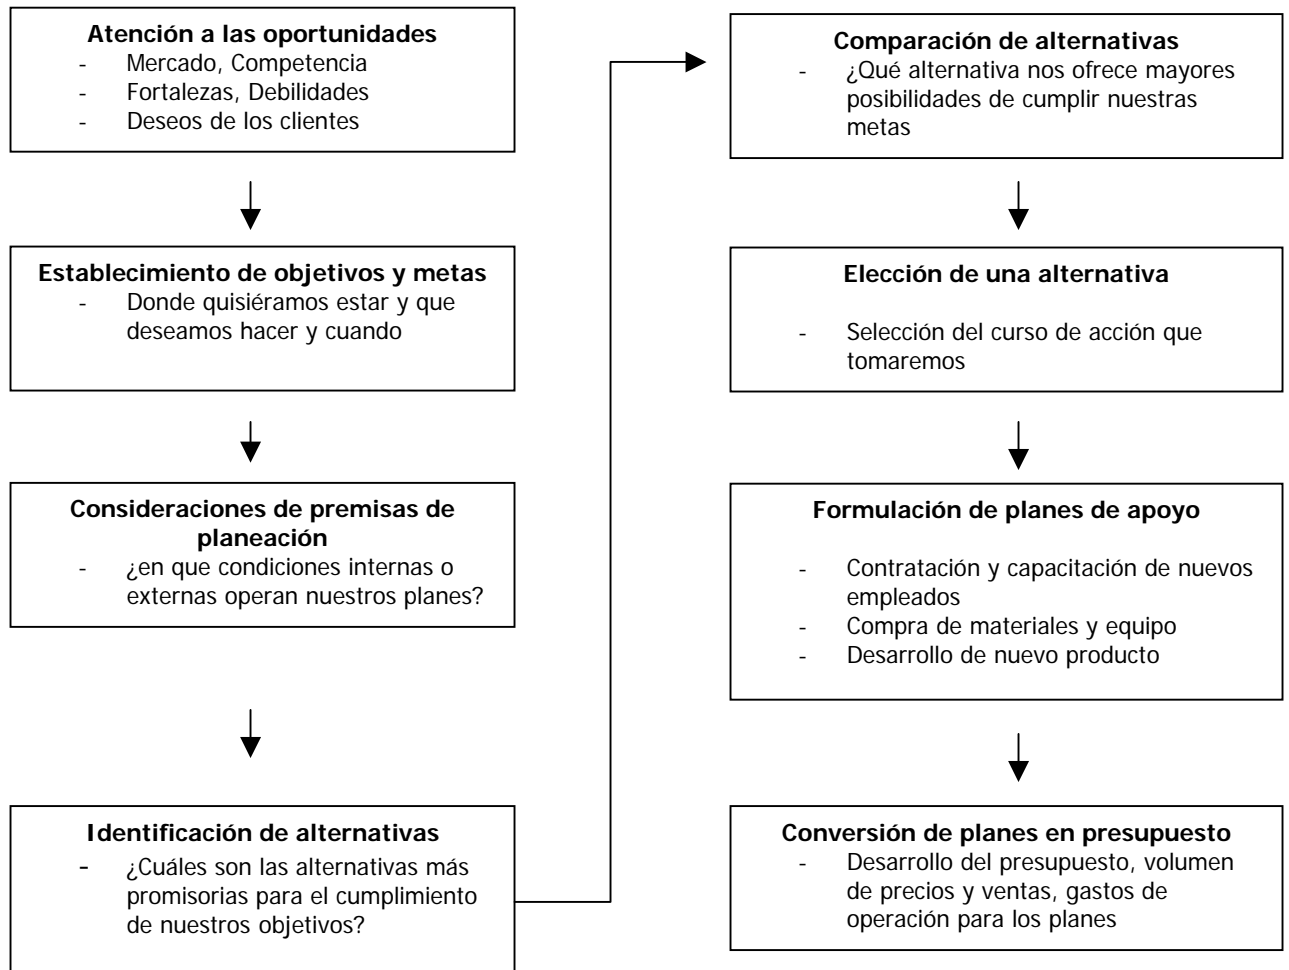 Atención a las oportunidades
- Mercado, Competencia
- Fortalezas, Debilidades
- Deseos de los clientes
Establecimiento de objetivos y metas
- Donde quisiéramos estar y que
deseamos hacer y cuando
Consideraciones de premisas de
planeación
- ¿en que condiciones internas o
externas operan nuestros planes?
Identificación de alternativas
- ¿Cuáles son las alternativas más
promisorias para el cumplimiento
de nuestros objetivos?
Comparación de alternativas
- ¿Qué alternativa nos ofrece mayores
posibilidades de cumplir nuestras
metas
Elección de una alternativa
- Selección del curso de acción que
tomaremos
Formulación de planes de apoyo
- Contratación y capacitación de nuevos
empleados
- Compra de materiales y equipo
- Desarrollo de nuevo producto
Conversión de planes en presupuesto
- Desarrollo del presupuesto, volumen
de precios y ventas, gastos de
operación para los planes